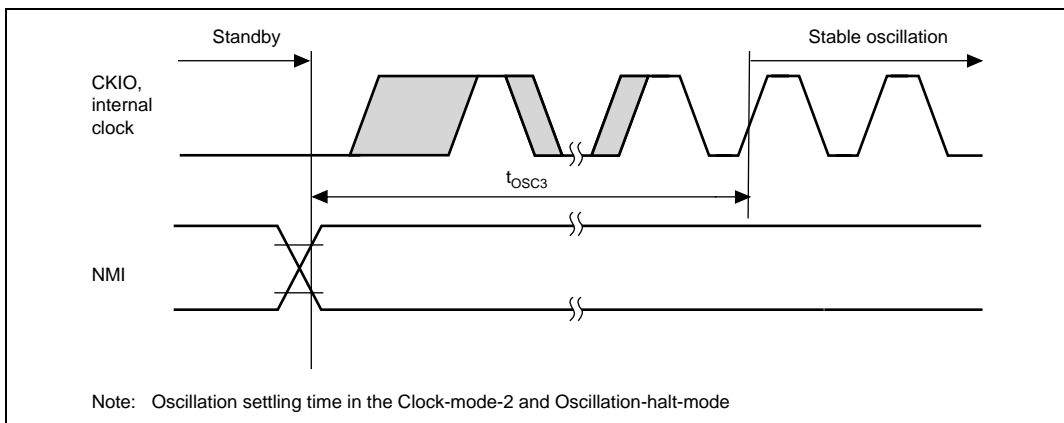 Standby
Stable oscillation
CKIO,
internal
clock
tOSC3
NMI
Note: Oscillation settling time in the Clock-mode-2 and Oscillation-halt-mode